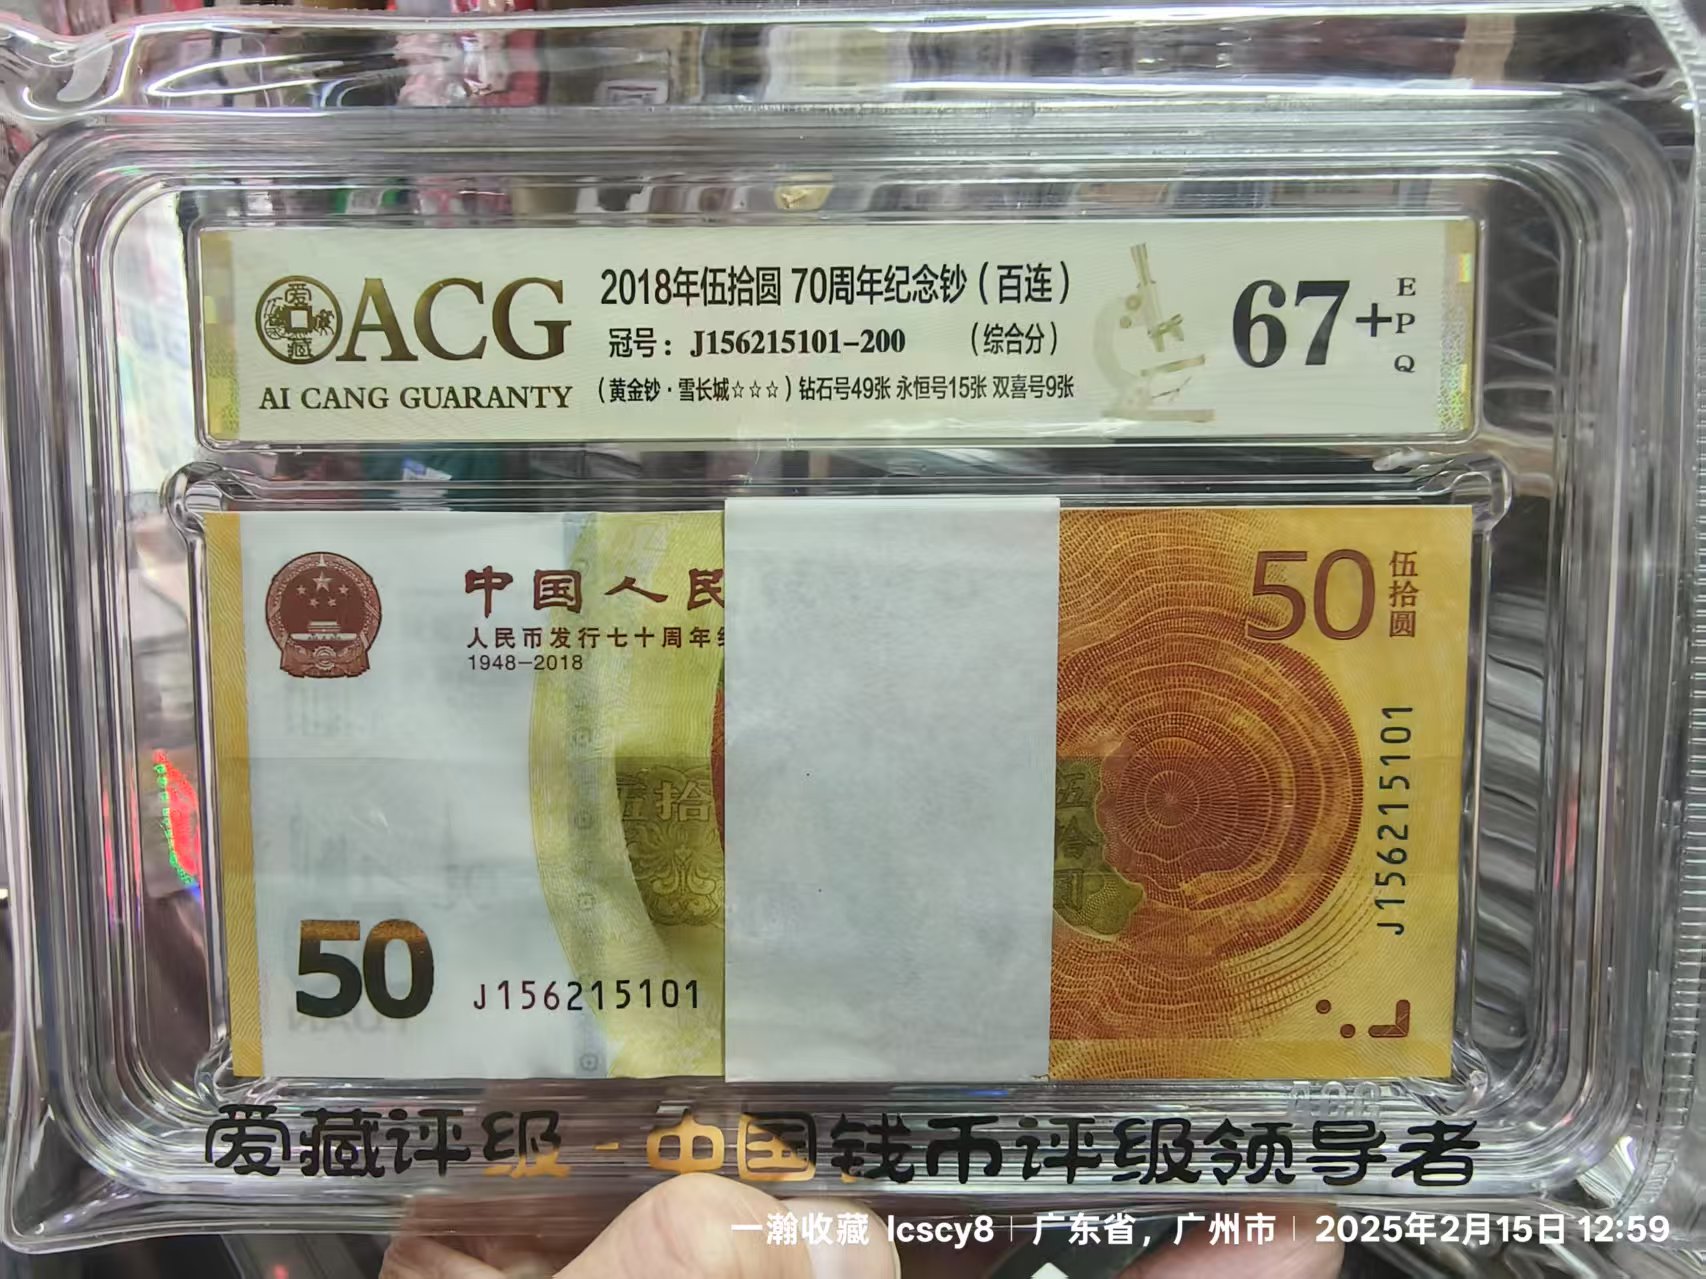 爱藏
ACG
AI CANG GUARANTY
2018年伍拾圆 70周年纪念钞（百连）
冠号：J156215101-200 （综合分）
（黄金钞·雪长城☆☆☆）钻石号49张 永恒号15张 双喜号9张
67+
EPQ
中国人民
人民币发行七十周年
1948-2018
50
伍拾圆
伍拾
J156215101
50
J156215101
爱藏评级-中国钱币评级领导者
一瀚收藏 lcscy8 | 广东省，广州市 | 2025年2月15日 12:59